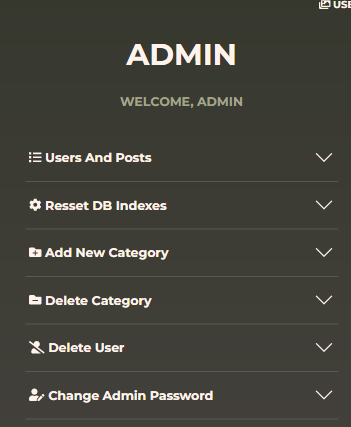 USE
ADMIN
WELCOME, ADMIN
Users And Posts
Resset DB Indexes
Add New Category
Delete Category
Delete User
Change Admin Password